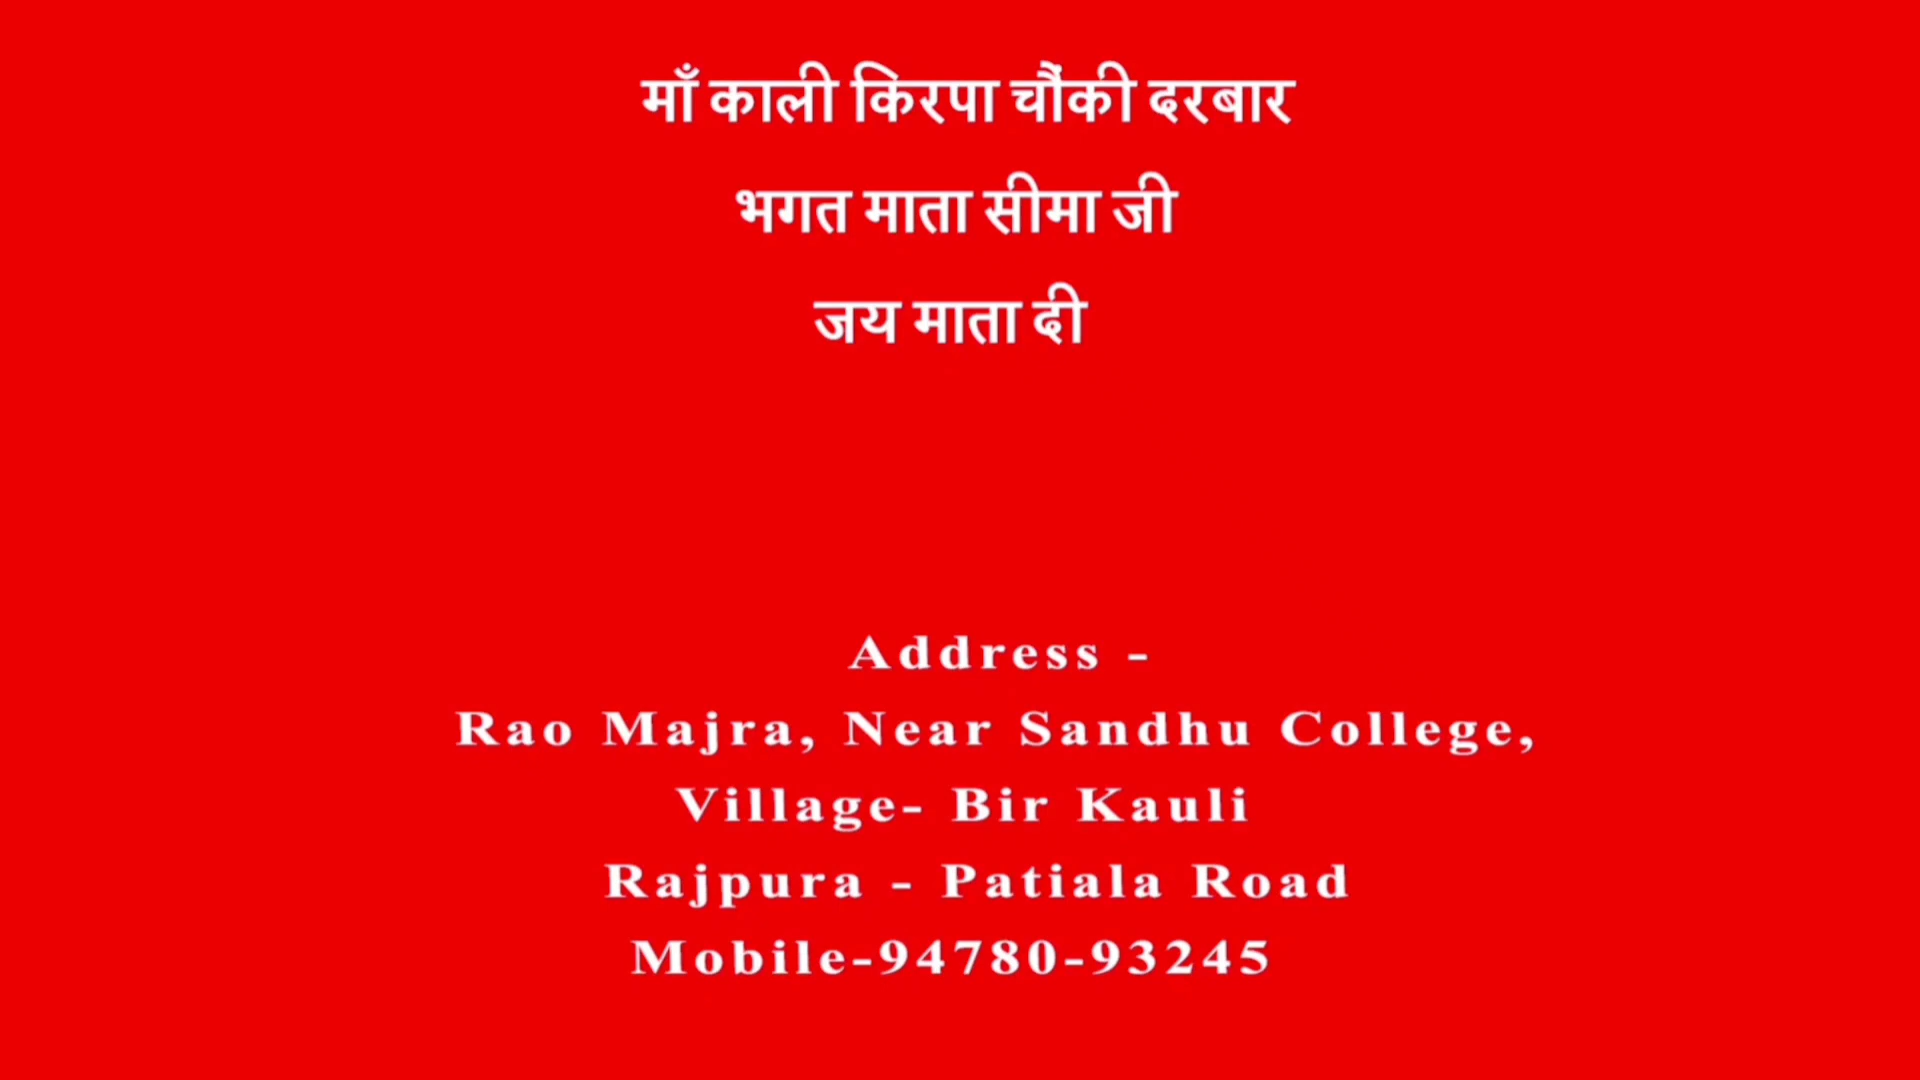 माँ काली किरपा चौंकी दरबार
भगत माता सीमा जी
जय माता दी
Address -
Rao Majra, Near Sandhu College,
Village- Bir Kauli
Rajpura - Patiala Road
Mobile-94780-93245